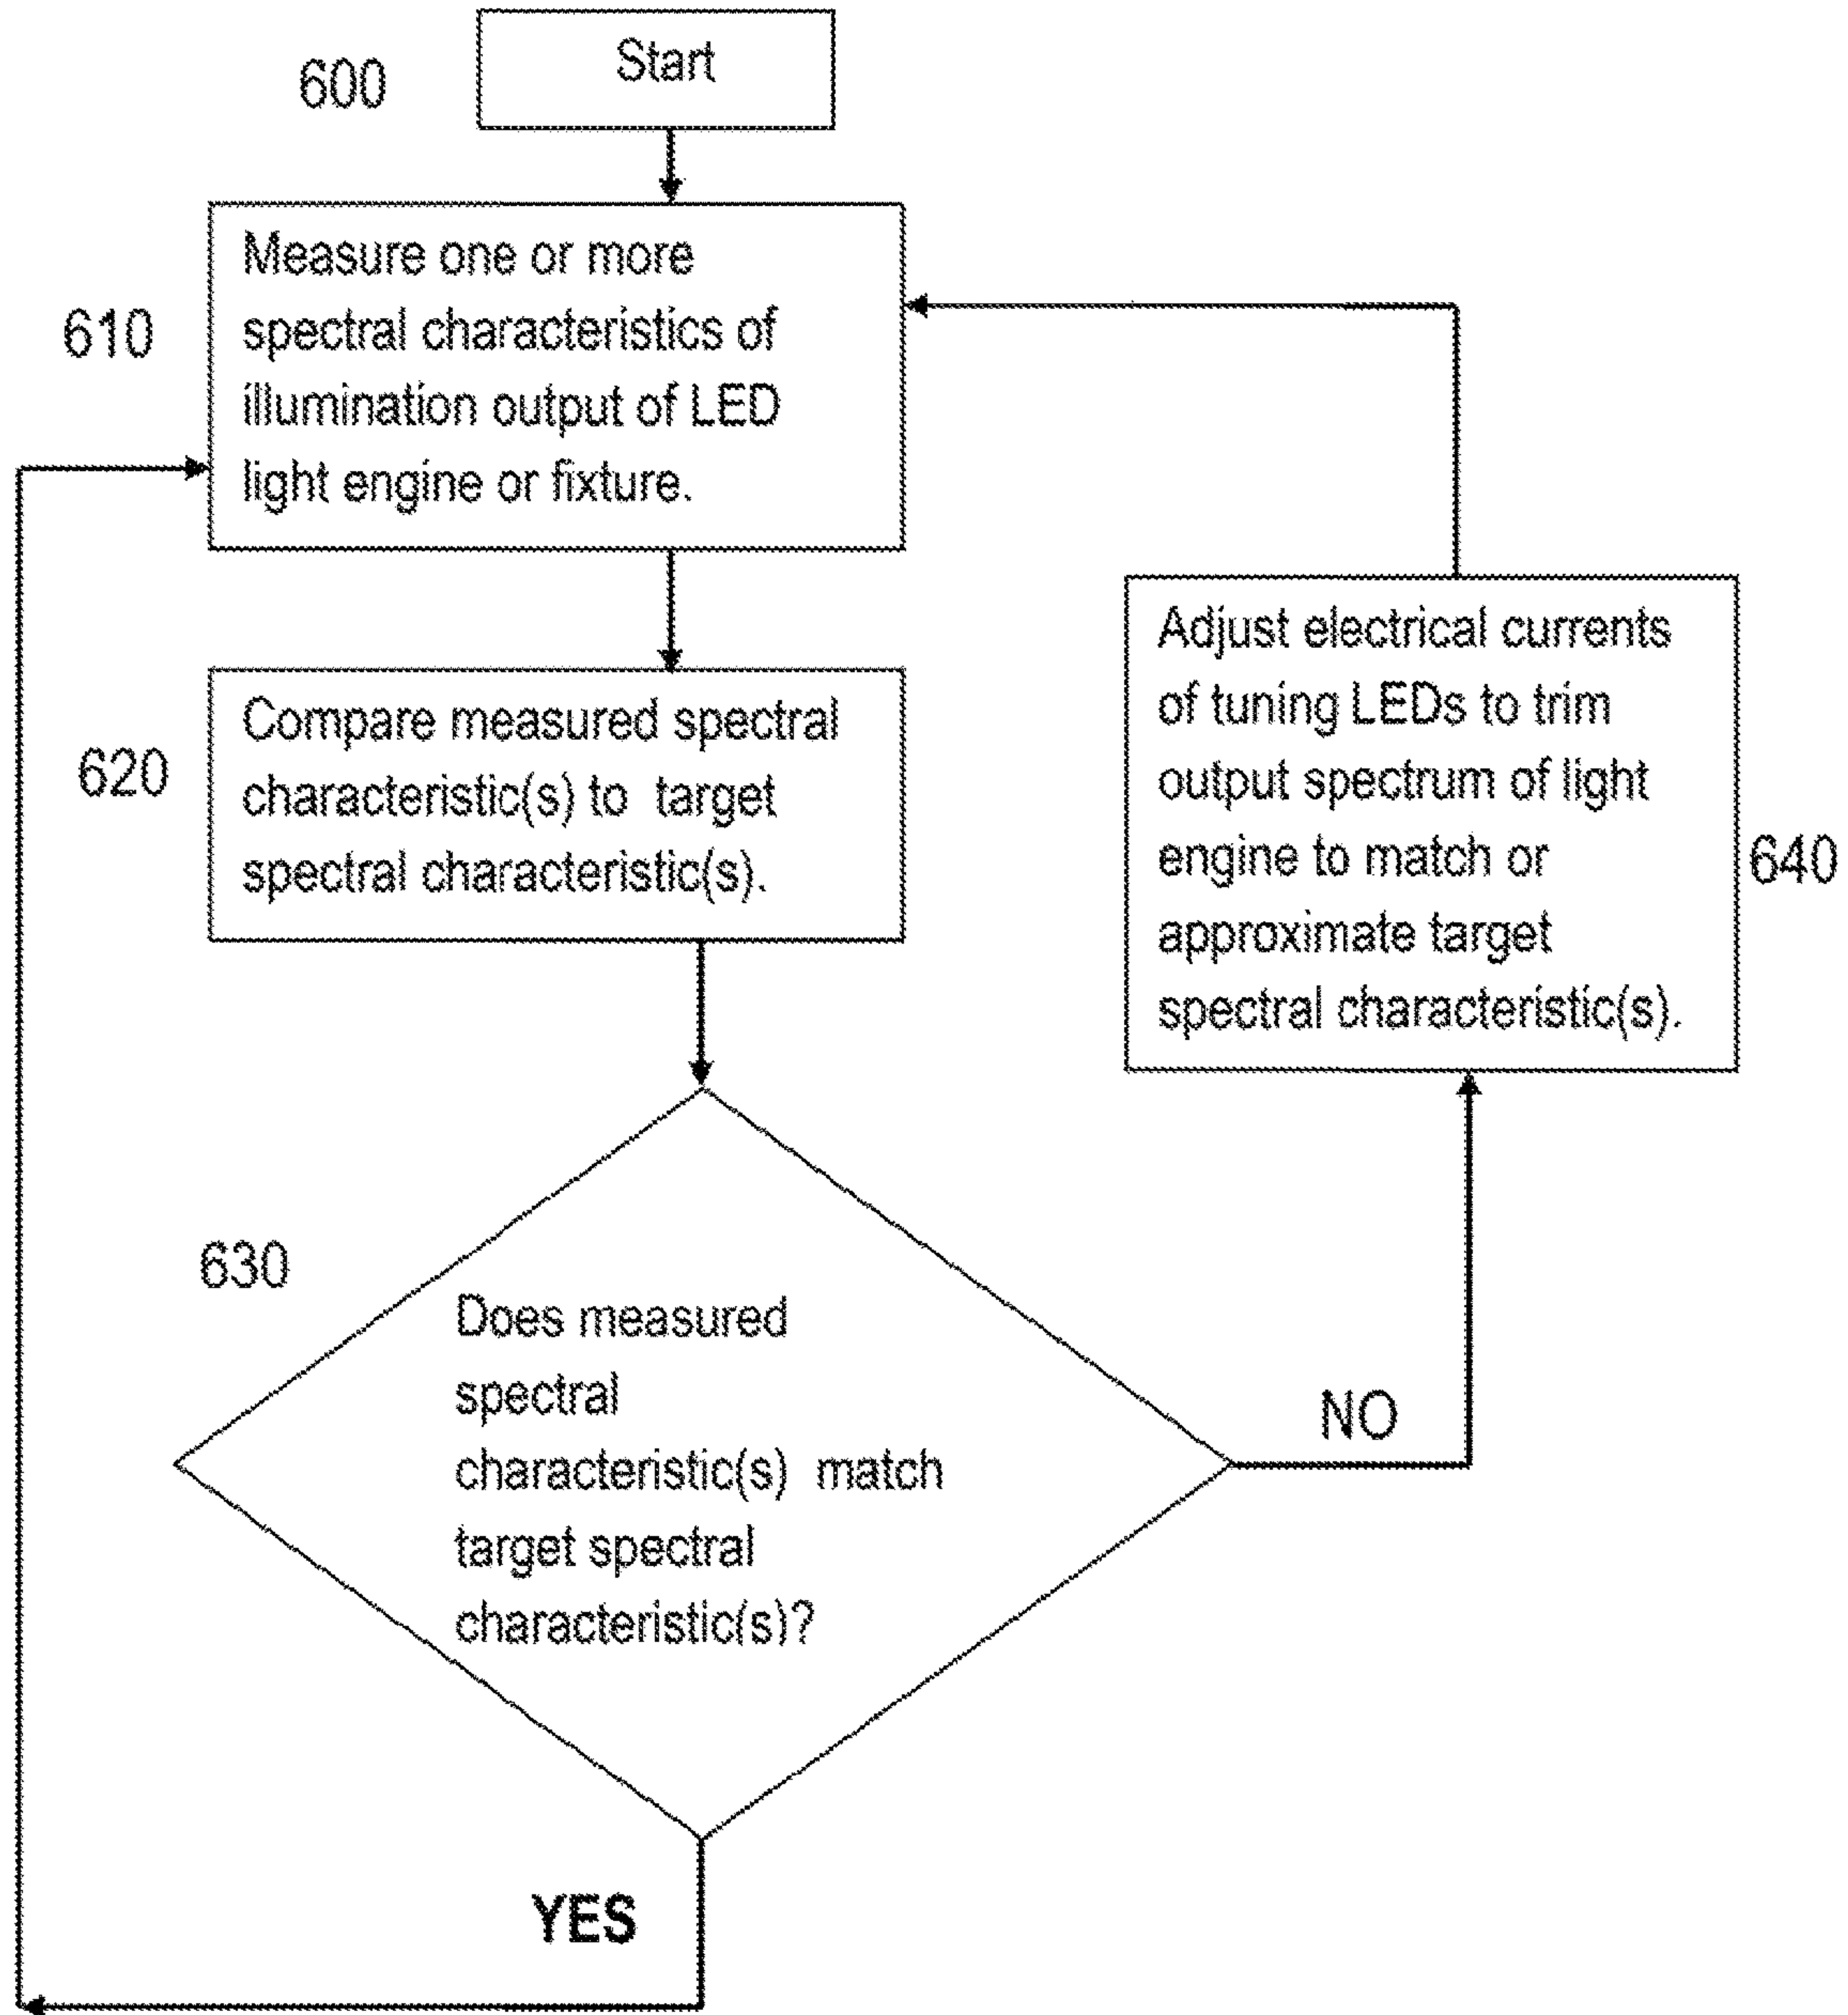 600
Start
610
Measure one or more
spectral characteristics of
illumination output of LED
light engine or fixture.
620
Compare measured spectral
characteristic(s) to target
spectral characteristic(s).
630
Does measured
spectral
characteristic(s) match
target spectral
characteristic(s)?
NO
YES
Adjust electrical currents
of tuning LEDs to trim
output spectrum of light
engine to match or
approximate target
spectral characteristic(s).
640